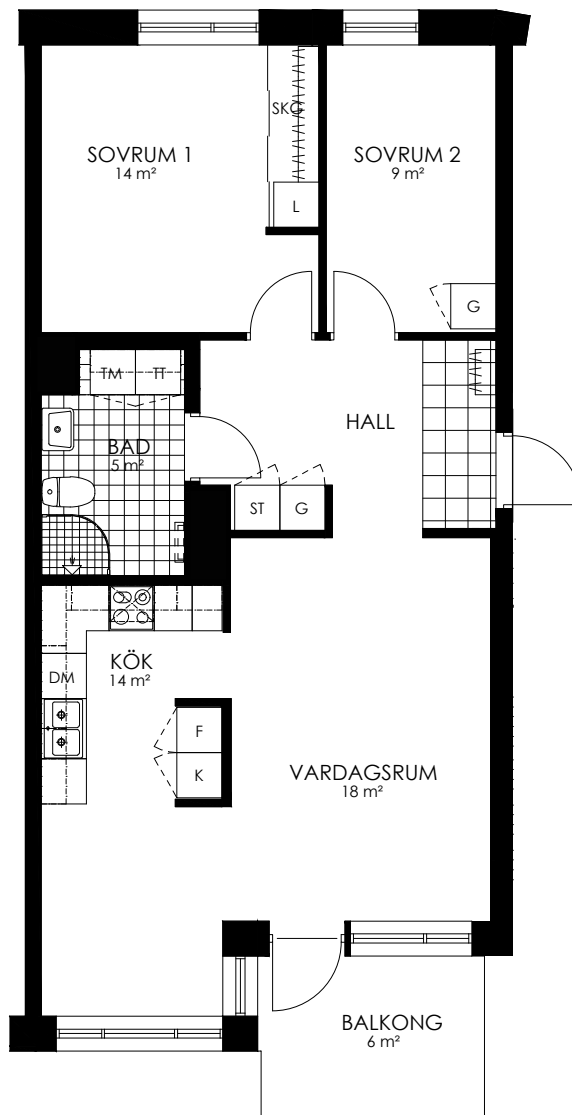 SOVRUM 1
14 m²
SKG
L
SOVRUM 2
9 m²
G
TM
TT
BAD
5 m²
HALL
ST
G
KÖK
14 m²
DM
F
K
VARDAGSRUM
18 m²
BALKONG
6 m²